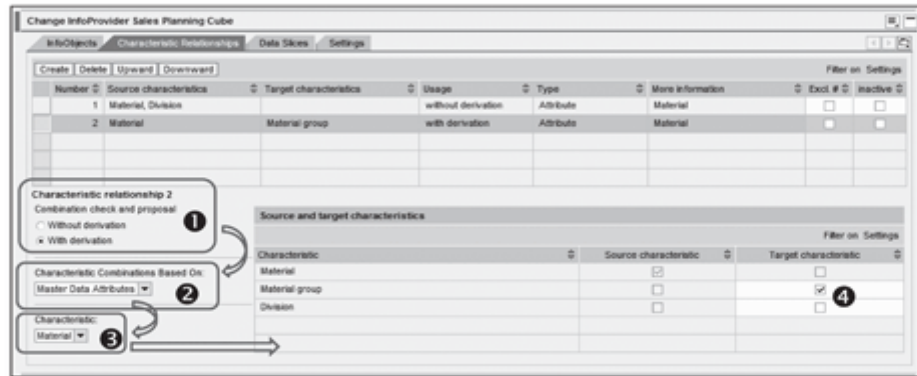 Change InfoProvider Sales Planning Cube
InfoObjects Characteristic Relationships Data Slices Settings
Create Delete Upward Downward Filter on Settings
Number Source characteristics Target characteristics Usage Type More information Excl. # inactive
1 Material, Division without derivation Attribute Material
2 Material Material group with derivation Attribute Material
Characteristic relationship 2
Combination check and proposal
Without derivation
With derivation
1
Characteristic Combinations Based On:
Master Data Attributes
2
Characteristic:
Material
3
Source and target characteristics
Filter on Settings
Characteristic Source characteristic Target characteristic
Material
Material group
Division
4